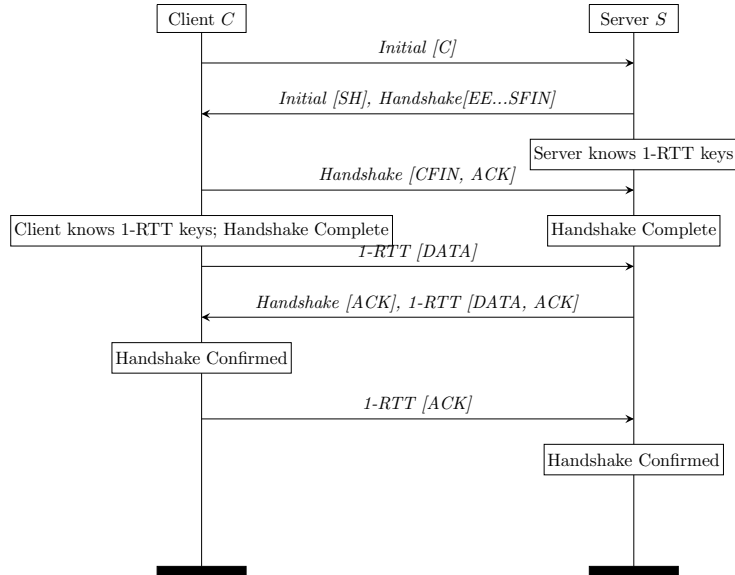 Client C
Server S
Initial [C]
Initial [SH], Handshake[EE...SFIN]
Server knows 1-RTT keys
Handshake [CFIN, ACK]
Client knows 1-RTT keys; Handshake Complete
Handshake Complete
1-RTT [DATA]
Handshake [ACK], 1-RTT [DATA, ACK]
Handshake Confirmed
1-RTT [ACK]
Handshake Confirmed